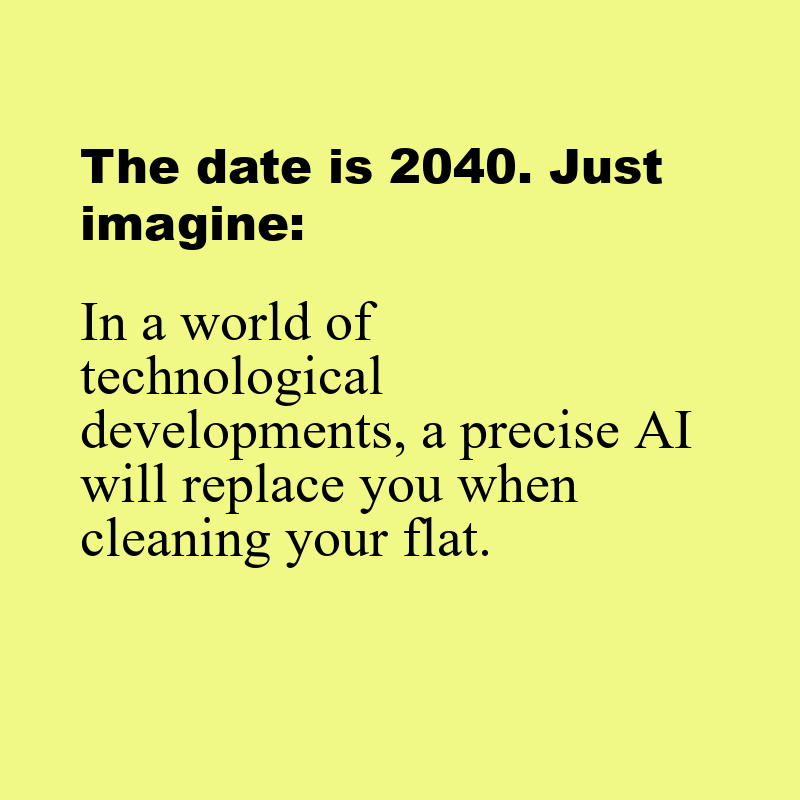 The date is 2040. Just
imagine:
In a world of
technological
developments, a precise AI
will replace you when
cleaning your flat.